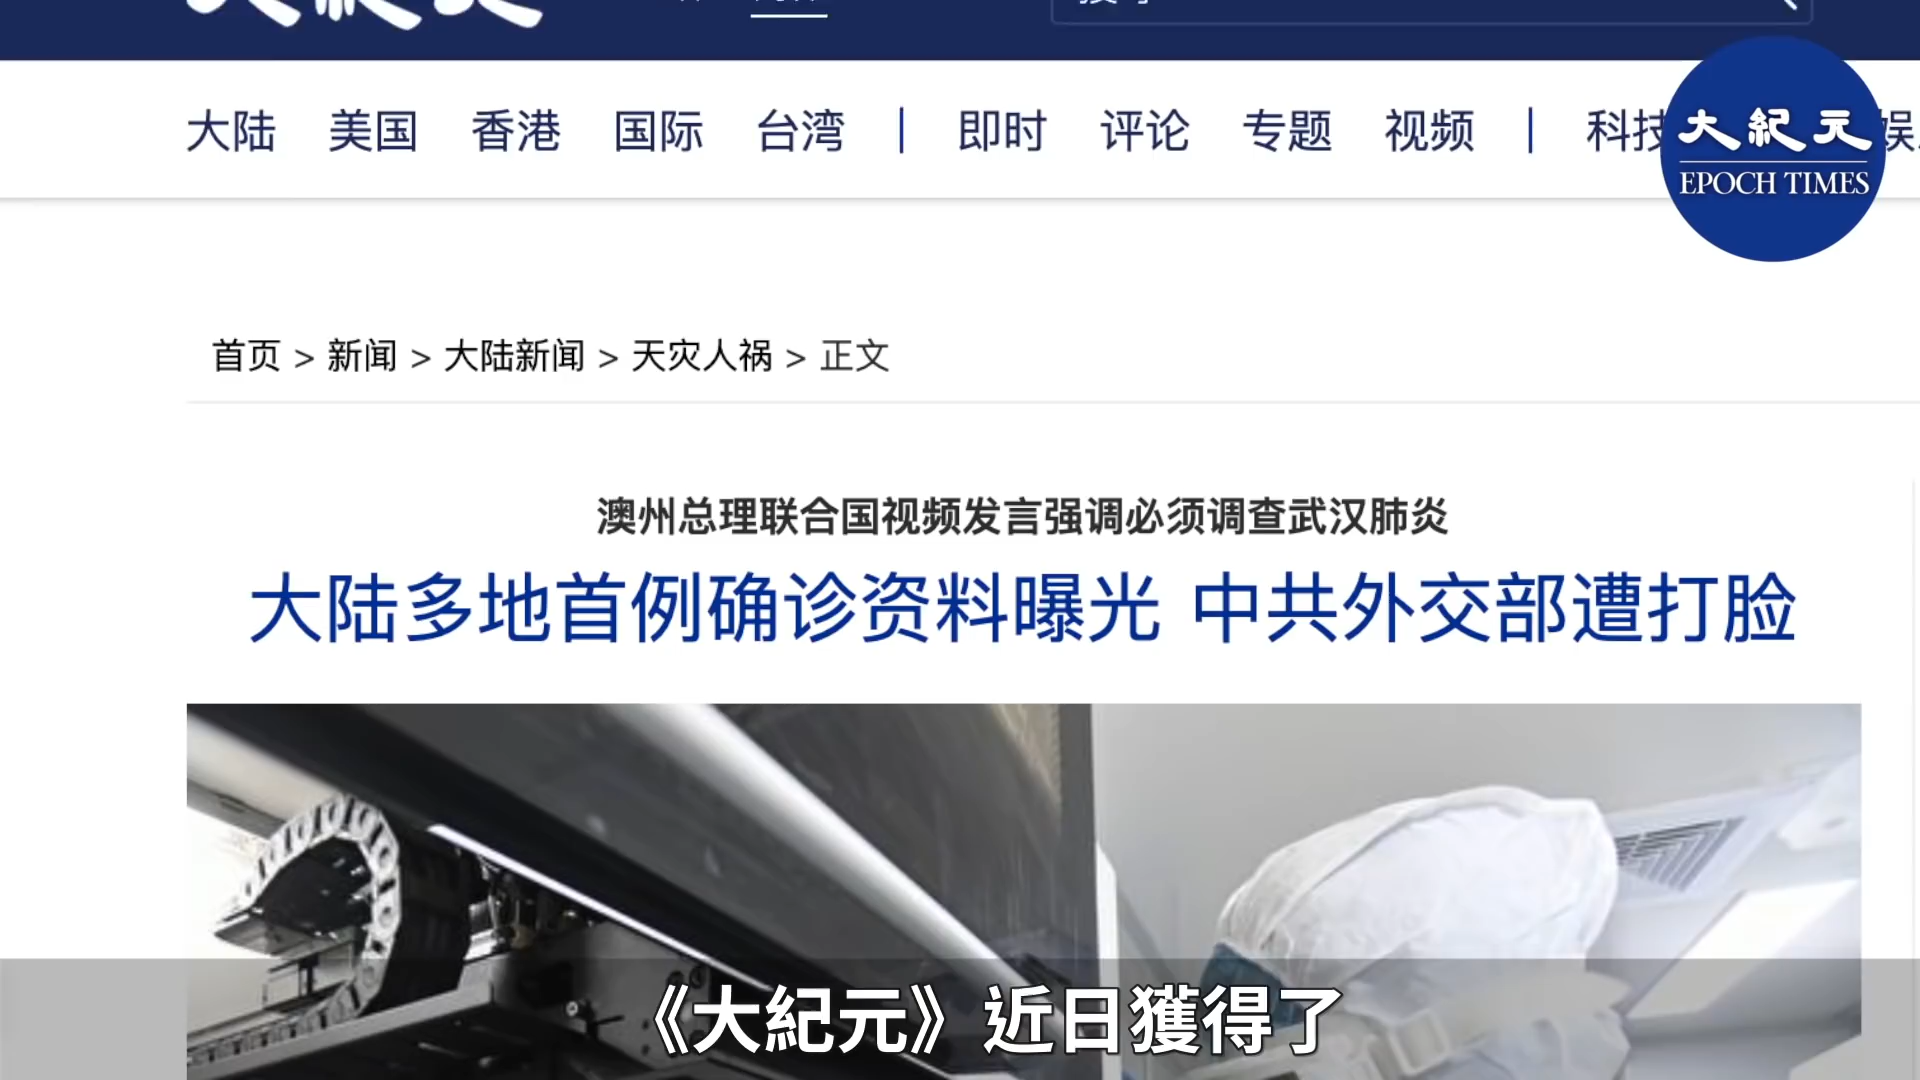 大陆 美国 香港 国际 台湾 | 即时 评论 专题 视频 | 科技 娱
大紀元
EPOCH TIMES
首页 > 新闻 > 大陆新闻 > 天灾人祸 > 正文
澳州总理联合国视频发言强调必须调查武汉肺炎
大陆多地首例确诊资料曝光 中共外交部遭打脸
《大紀元》近日獲得了